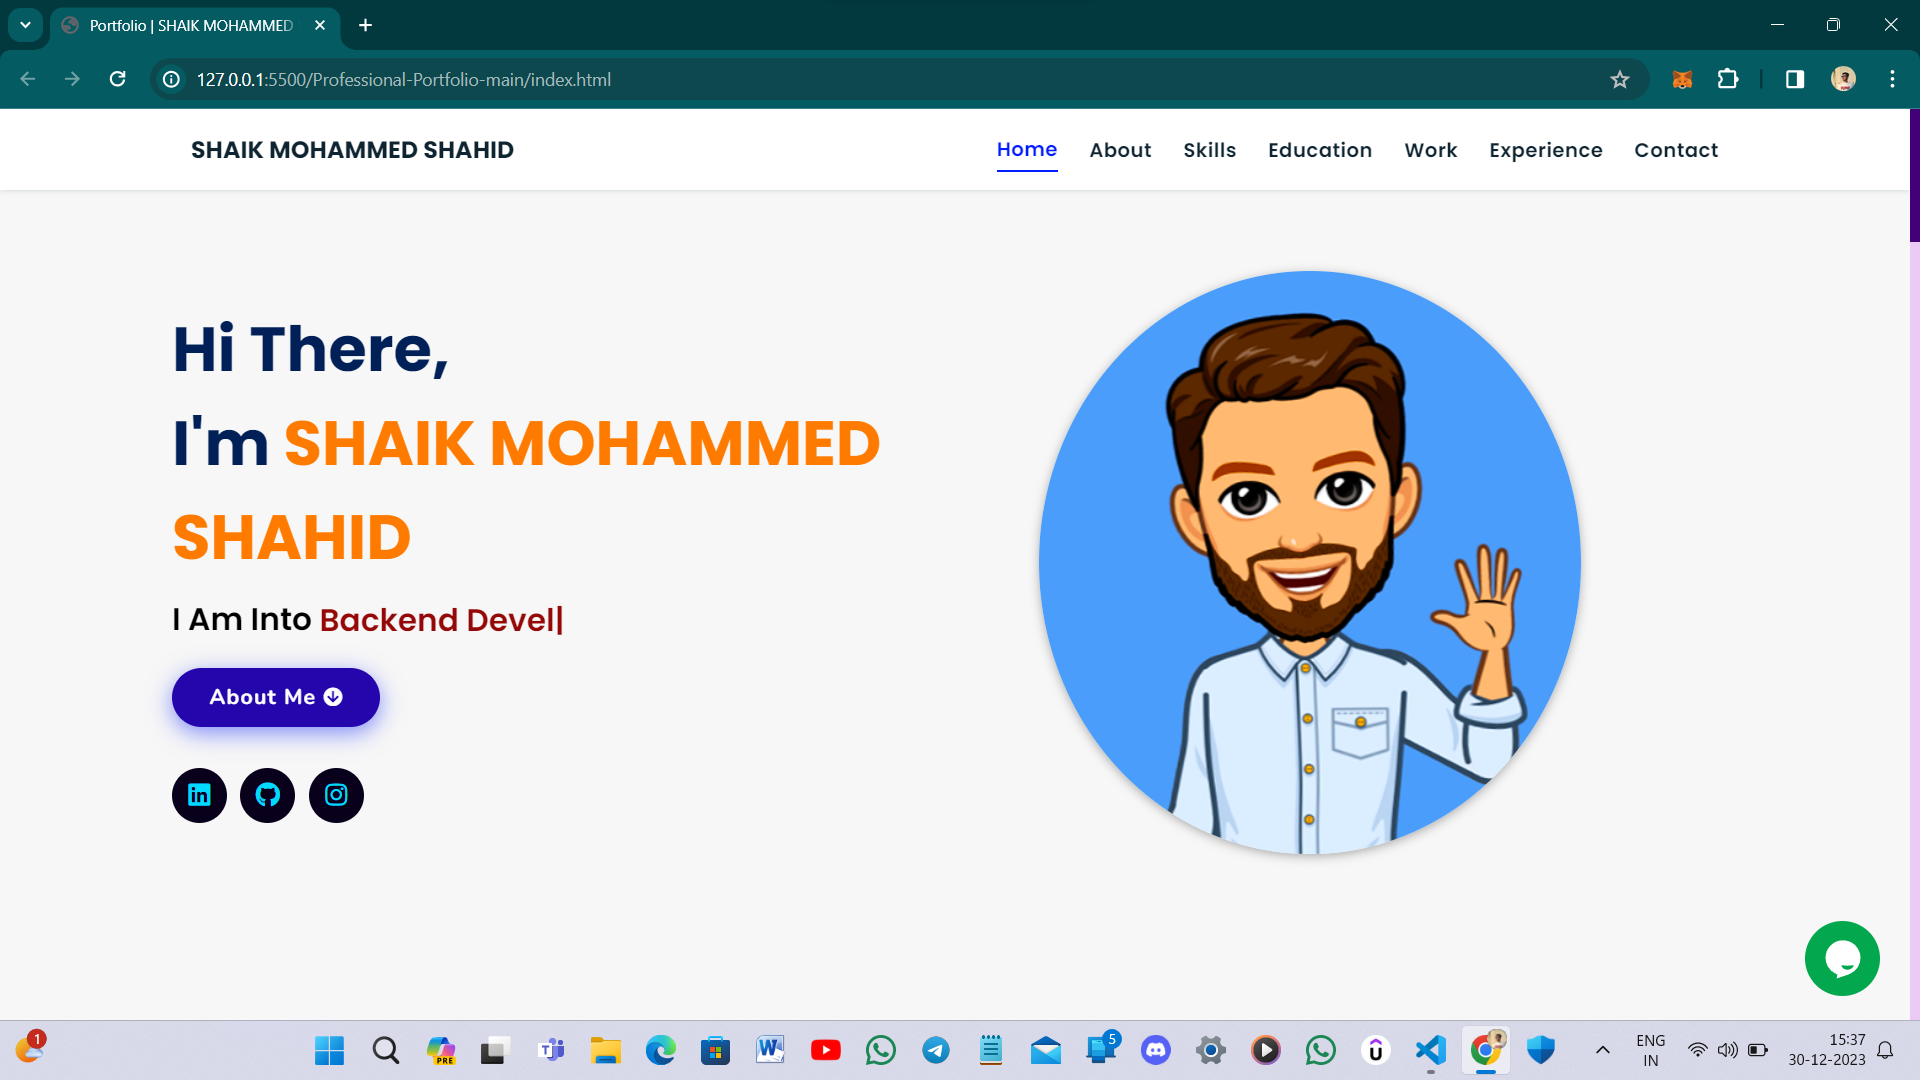 Portfolio | SHAIK MOHAMMED
127.0.0.1:5500/Professional-Portfolio-main/index.html
SHAIK MOHAMMED SHAHID
Home About Skills Education Work Experience Contact
Hi There,
I'm SHAIK MOHAMMED
SHAHID
I Am Into Backend Devel|
About Me
1
PRE
5
ENG
IN
15:37
30-12-2023